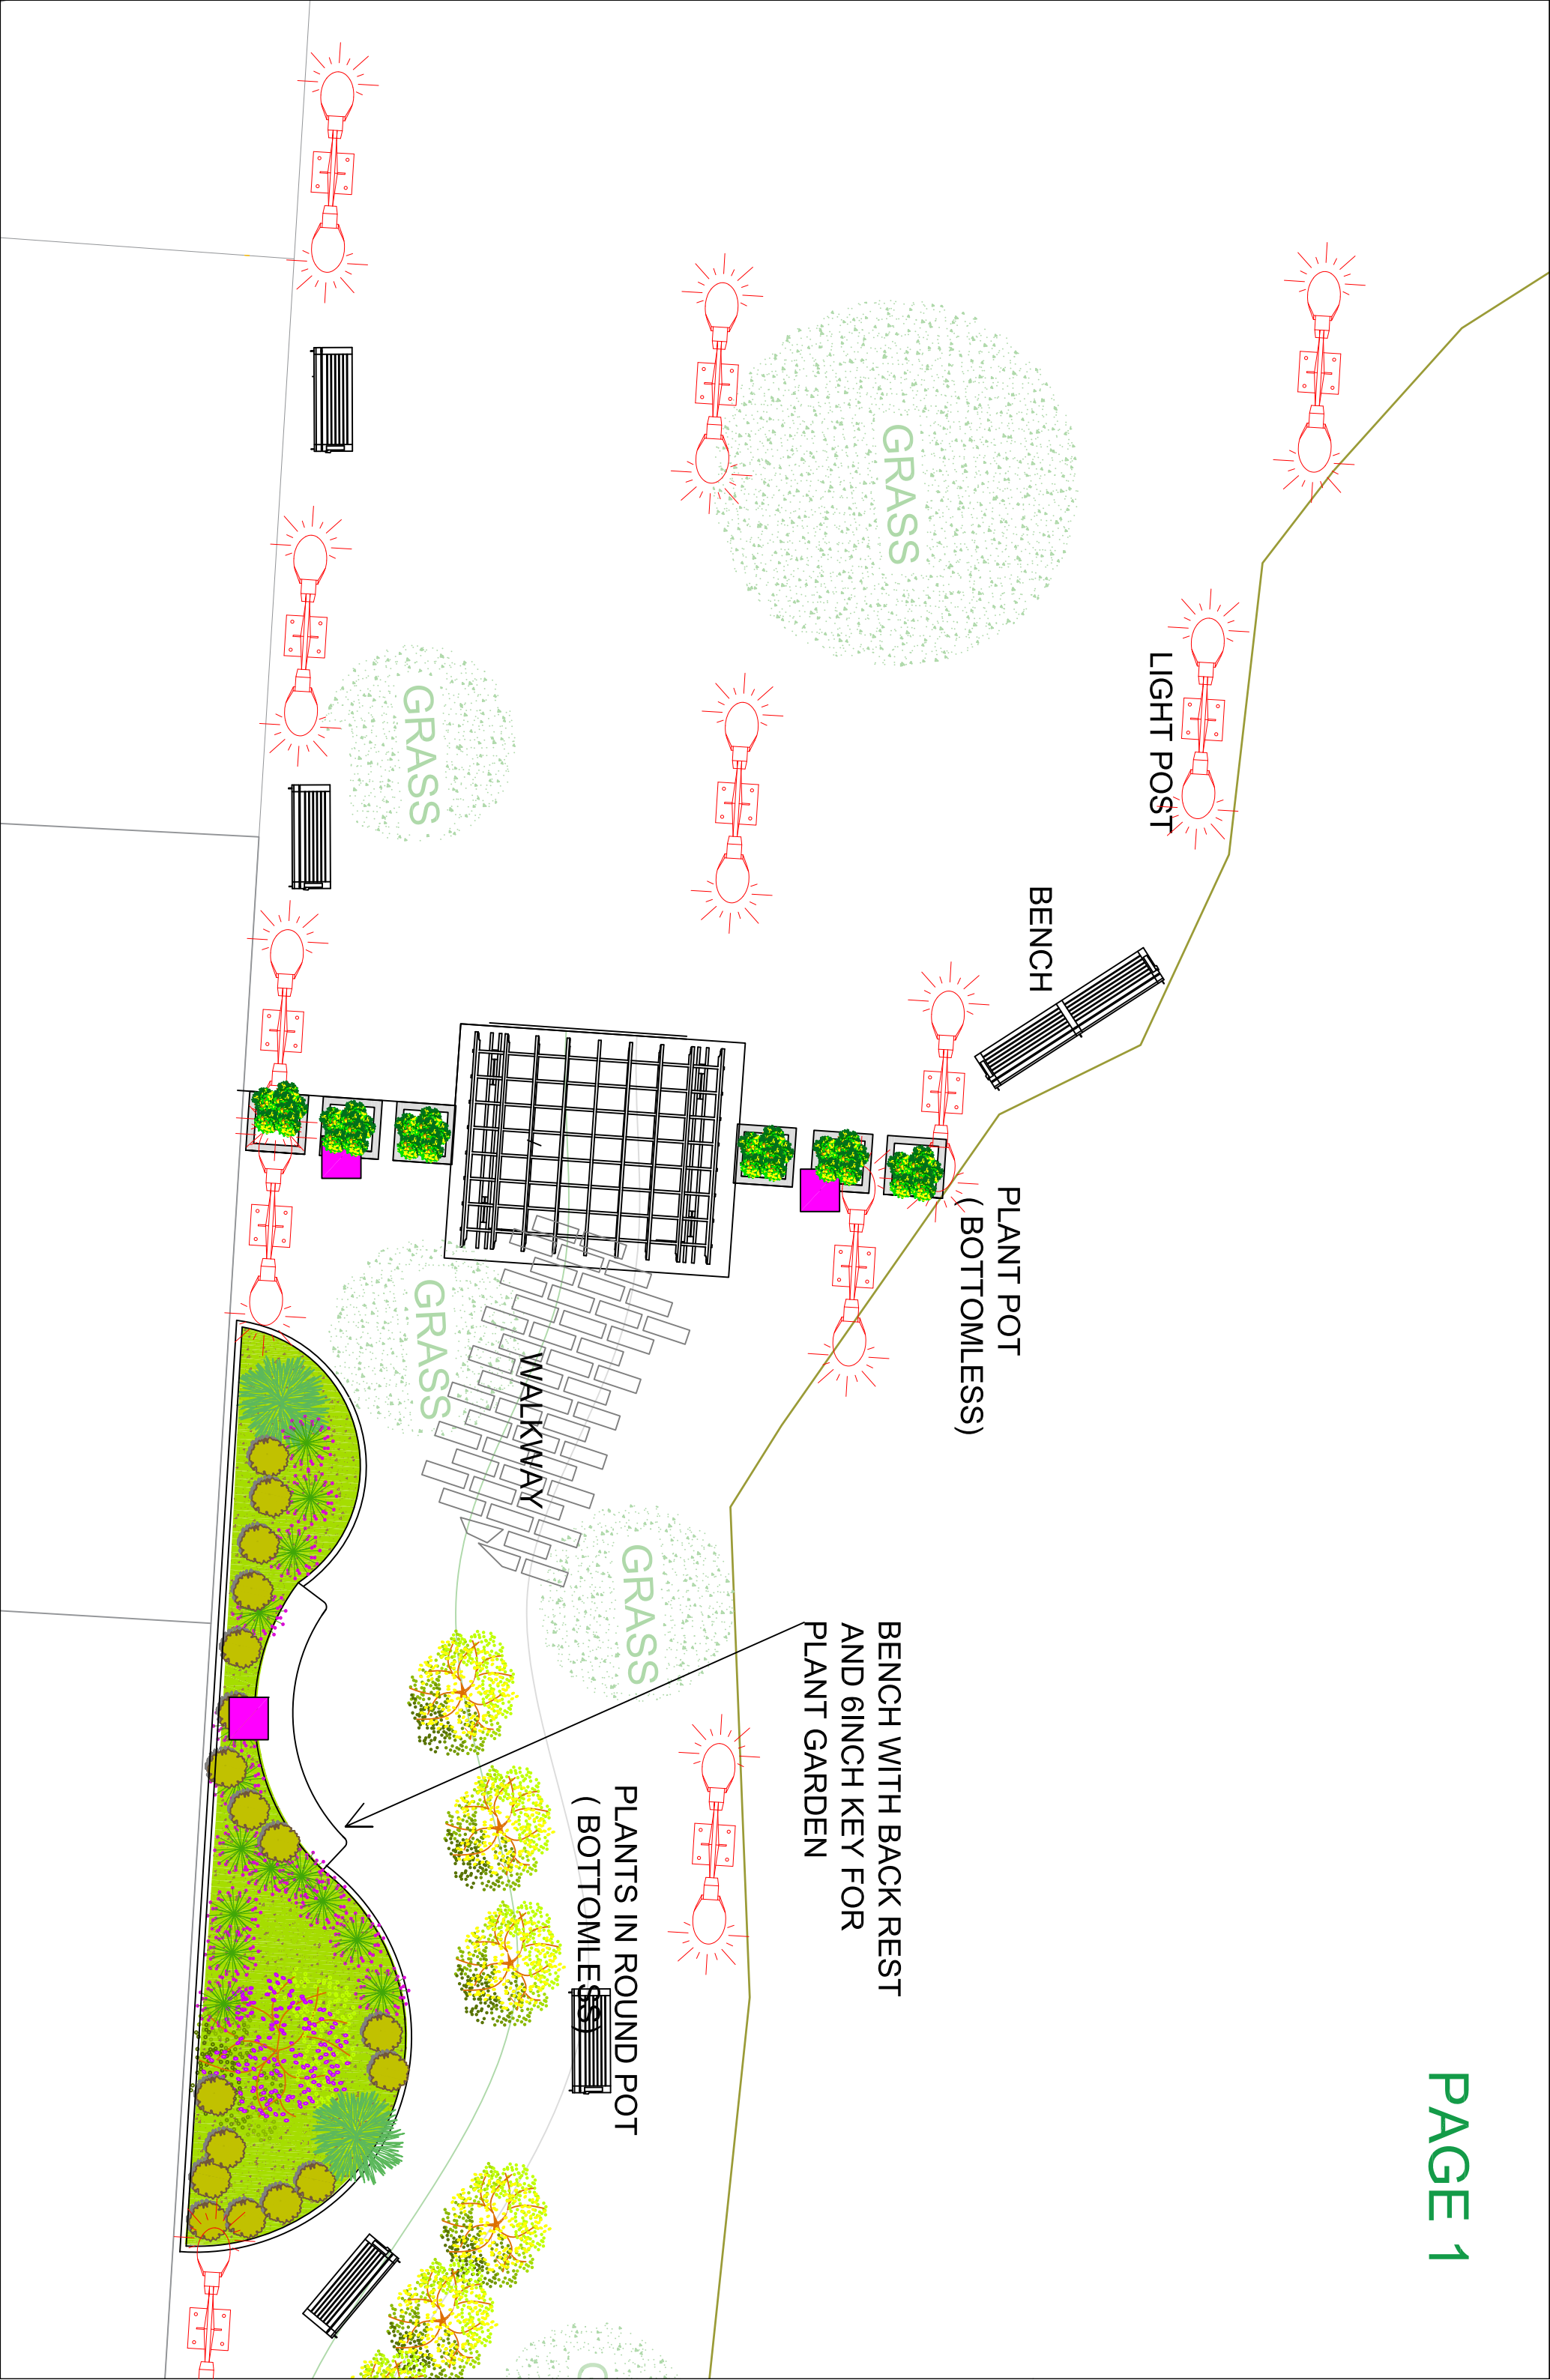 PAGE 1
LIGHT POST
BENCH
GRASS
GRASS
PLANT POT
( BOTTOMLESS)
GRASS
WALKWAY
GRASS
BENCH WITH BACK REST
AND 6INCH KEY FOR
PLANT GARDEN
PLANTS IN ROUND POT
( BOTTOMLESS)